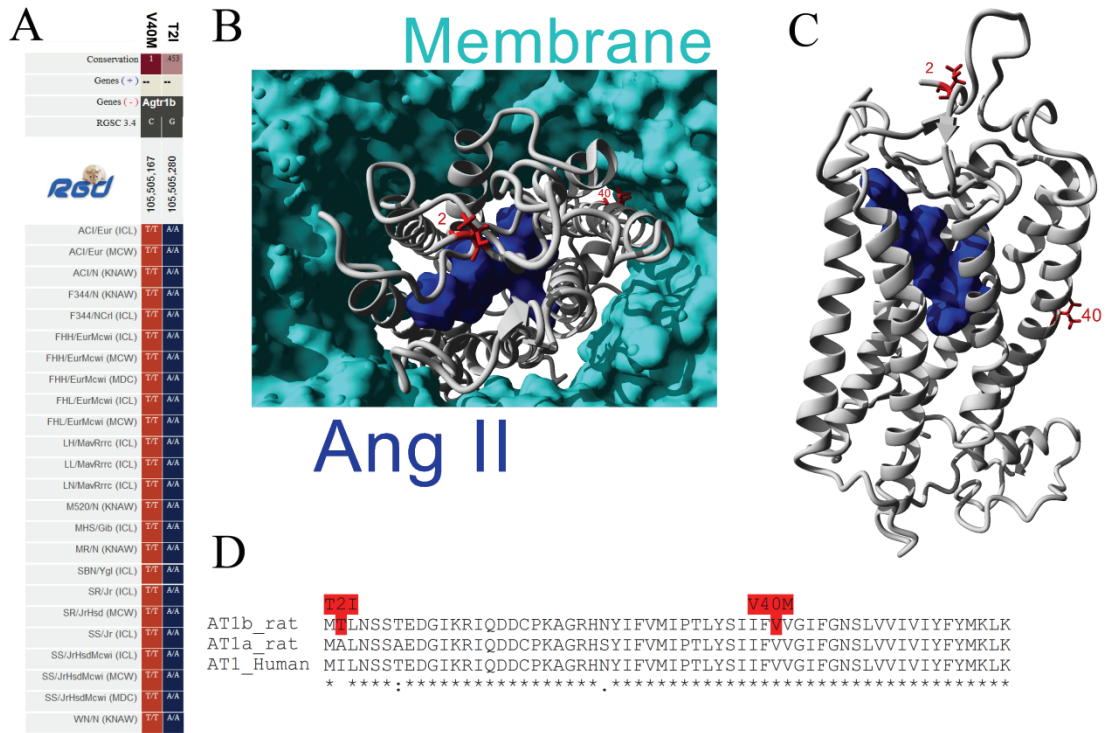 A
V40M T2I
Conservation 1 .453
Genes (+) -- --
Genes (-) Agtr1b
RGSC 3.4 C G
RGD
105,505,167 105,505,280
ACI/Eur (ICL) T/T A/A
ACI/Eur (MCW) T/T A/A
ACI/N (KNAW) T/T A/A
F344/N (KNAW) T/T A/A
F344/NCrl (ICL) T/T A/A
FHH/EurMcwi (ICL) T/T A/A
FHH/EurMcwi (MCW) T/T A/A
FHH/EurMcwi (MDC) T/T A/A
FHL/EurMcwi (ICL) T/T A/A
FHL/EurMcwi (MCW) T/T A/A
LH/MavRrrc (ICL) T/T A/A
LL/MavRrrc (ICL) T/T A/A
LN/MavRrrc (ICL) T/T A/A
M520/N (KNAW) T/T A/A
MHS/Gib (ICL) T/T A/A
MR/N (KNAW) T/T A/A
SBN/Ygl (ICL) T/T A/A
SR/Jr (ICL) T/T A/A
SR/JrHsd (MCW) T/T A/A
SS/Jr (ICL) T/T A/A
SS/JrHsdMcwi (ICL) T/T A/A
SS/JrHsdMcwi (MCW) T/T A/A
SS/JrHsdMcwi (MDC) T/T A/A
WN/N (KNAW) T/T A/A
B
Membrane
2
40
Ang II
C
2
40
D
T2I V40M
AT1b_rat MTLNSSTEDGIKRIQDDCPKAGRHNYIFVMIPTLYSIIFVVGIFGNSLVVIVIYFYMKLK
AT1a_rat MALNSSAEDGIKRIQDDCPKAGRHSYIFVMIPTLYSIIFVVGIFGNSLVVIVIYFYMKLK
AT1_Human MILNSSTEDGIKRIQDDCPKAGRHNYIFVMIPTLYSIIFVVGIFGNSLVVIVIYFYMKLK
* ****:*****************.***********************************